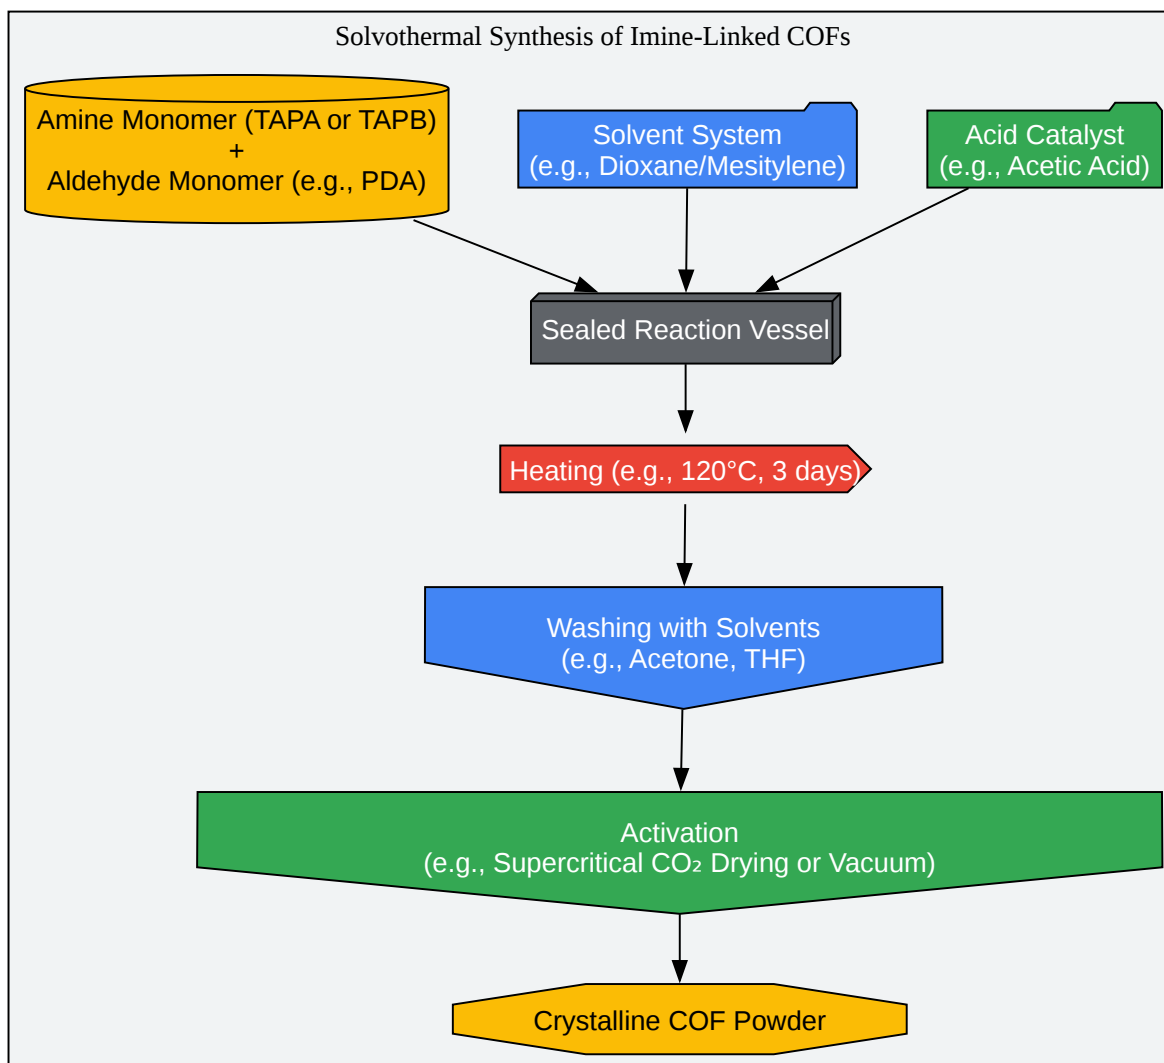 Solvothermal Synthesis of Imine-Linked COFs
Amine Monomer (TAPA or TAPB)
+
Aldehyde Monomer (e.g., PDA)
Solvent System
(e.g., Dioxane/Mesitylene)
Acid Catalyst
(e.g., Acetic Acid)
Sealed Reaction Vessel
Heating (e.g., 120°C, 3 days)
Washing with Solvents
(e.g., Acetone, THF)
Activation
(e.g., Supercritical CO₂ Drying or Vacuum)
Crystalline COF Powder